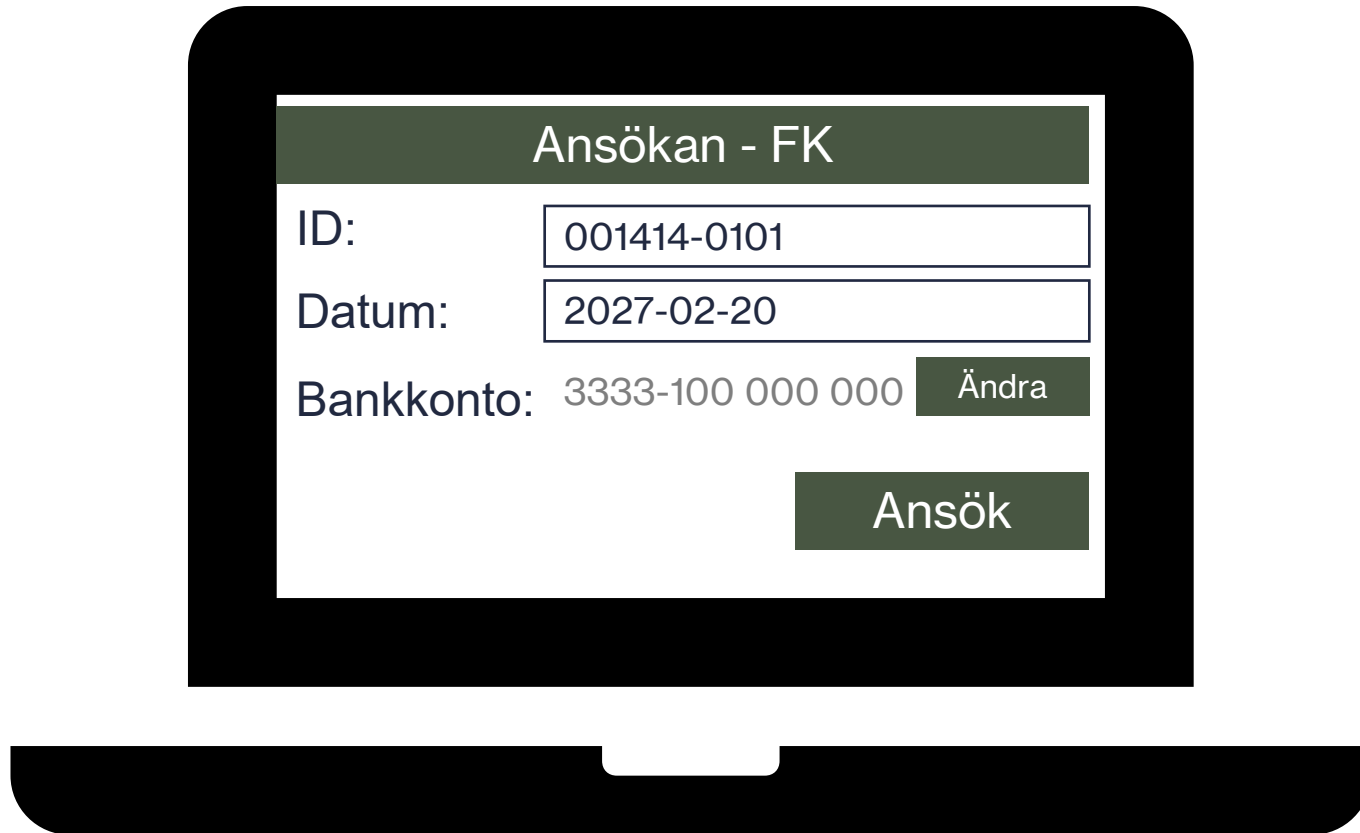 Ansökan - FK
ID: 001414-0101
Datum: 2027-02-20
Bankkonto: 3333-100 000 000 Ändra
Ansök